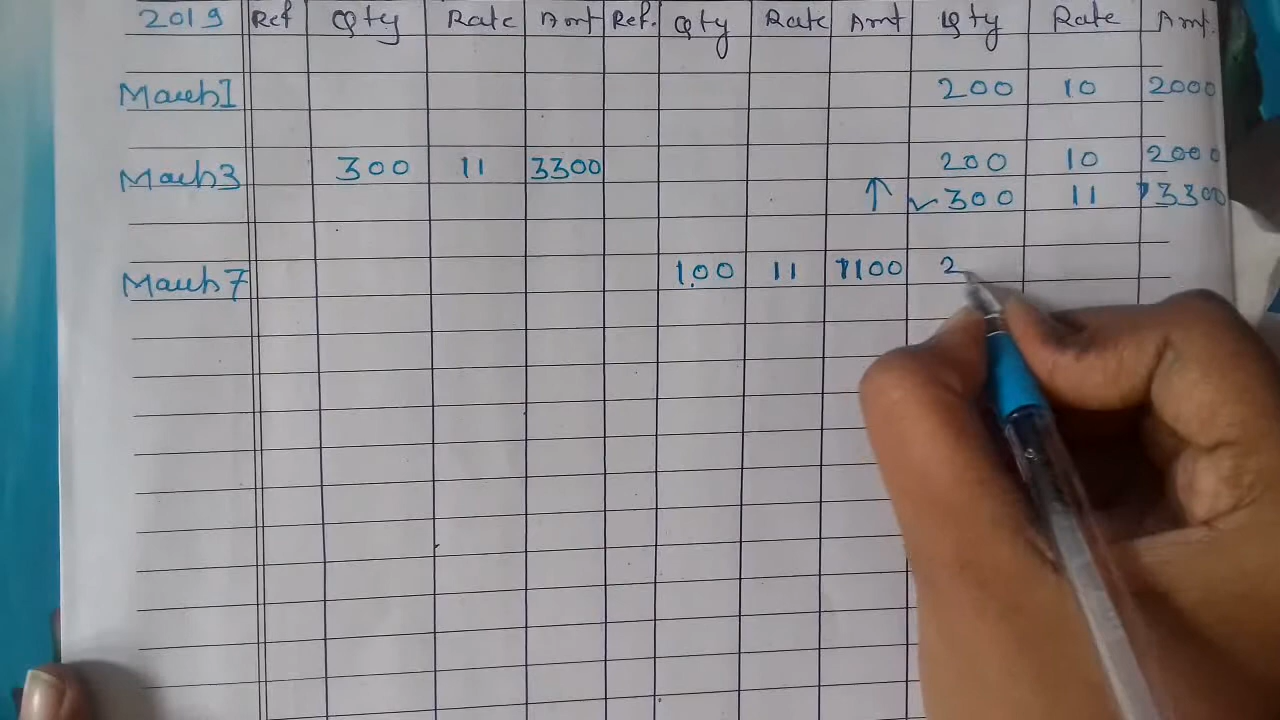 2019 Ref Qty Rate Amt Ref. Qty Rate Amt Qty Rate Amt.
March1 200 10 2000
March3 300 11 3300 200 10 2000
↑ ✓300 11 3300
March7 100 11 1100 2